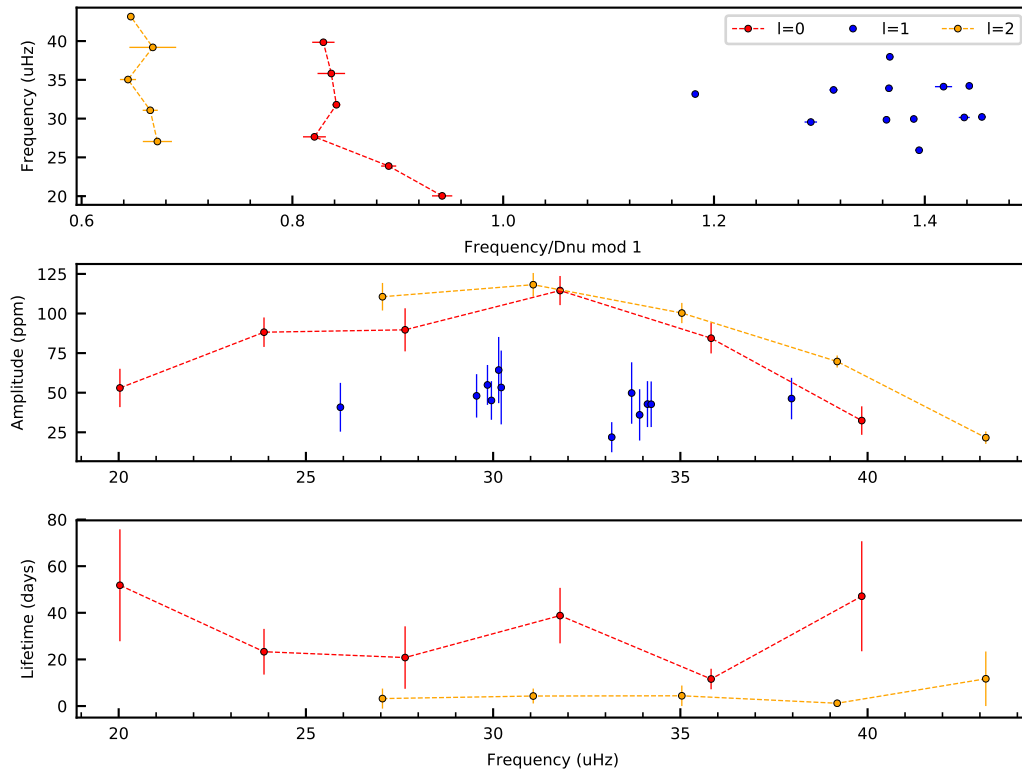 l=0 l=1 l=2
Frequency (uHz)
40
35
30
25
20
0.6 0.8 1.0 1.2 1.4
Frequency/Dnu mod 1
Amplitude (ppm)
125
100
75
50
25
20 25 30 35 40
Lifetime (days)
80
60
40
20
0
20 25 30 35 40
Frequency (uHz)